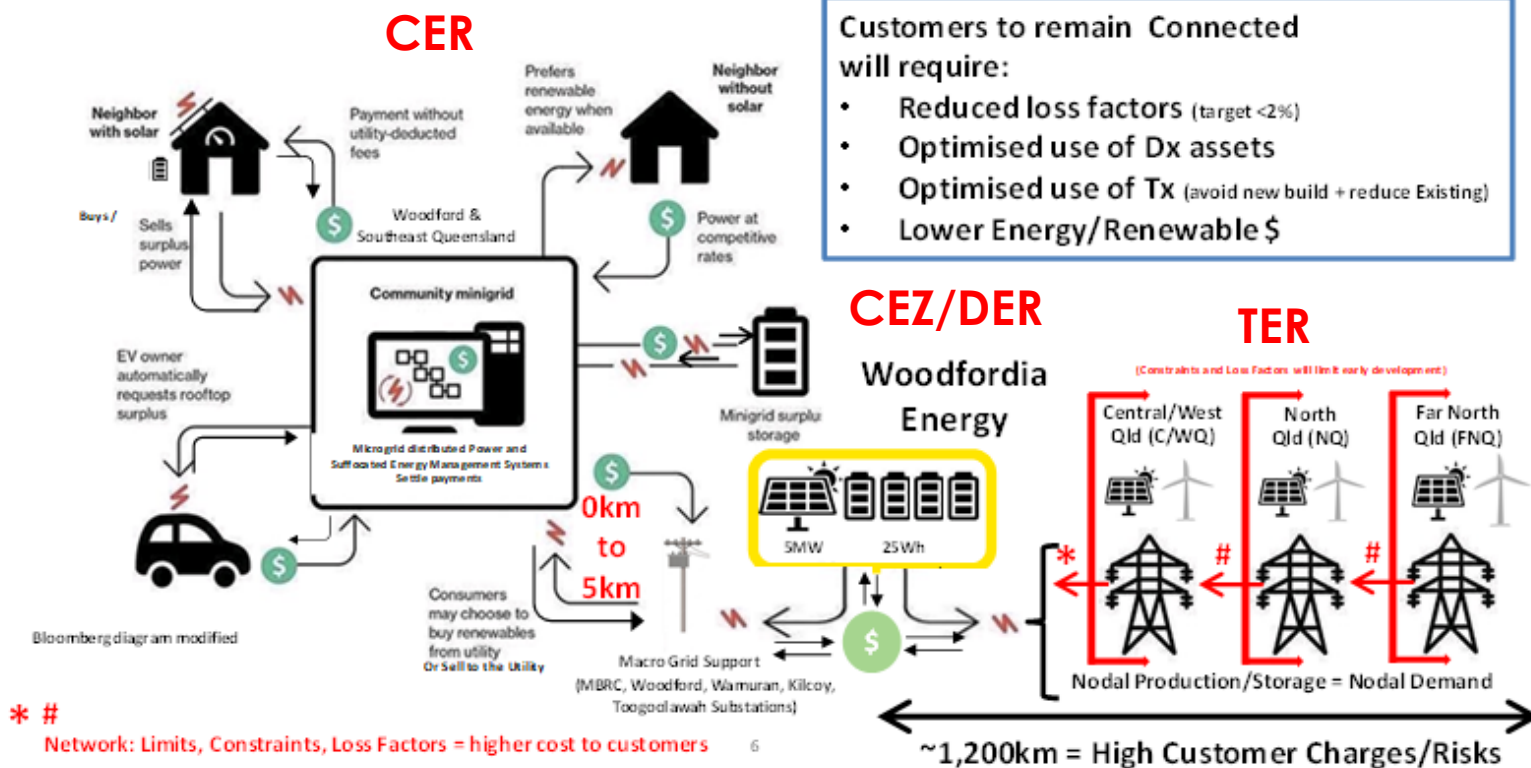 CER
Customers to remain Connected
will require:
• Reduced loss factors (target <2%)
• Optimised use of Dx assets
• Optimised use of Tx (avoid new build + reduce Existing)
• Lower Energy/Renewable $
Neighbor
with solar
Payment without
utility-deducted
fees
Prefers
renewable
energy when
available
Neighbor
without
solar
Buys /
Sells
surplus
power
$
Woodford &
Southeast Queensland
$
Power at
competitive
rates
Community minigrid
$
Microgrid distributed Power and
Suffocated Energy Management Systems
Settle payments
$
Minigrid surplu
storage
EV owner
automatically
requests rooftop
surplus
$
$
0km
to
5km
Consumers
may choose to
buy renewables
from utility
Or Sell to the Utility
Macro Grid Support
(MBRC, Woodford, Wamuran, Kilcoy,
Toogoolawah Substations)
CEZ/DER
Woodfordia
Energy
5MW 25Wh
$
TER
(Constraints and Loss Factors will limit early development)
Central/West
Qld (C/WQ)
North
Qld (NQ)
Far North
Qld (FNQ)
* # #
Nodal Production/Storage = Nodal Demand
~1,200km = High Customer Charges/Risks
Bloomberg diagram modified
* #
Network: Limits, Constraints, Loss Factors = higher cost to customers
6